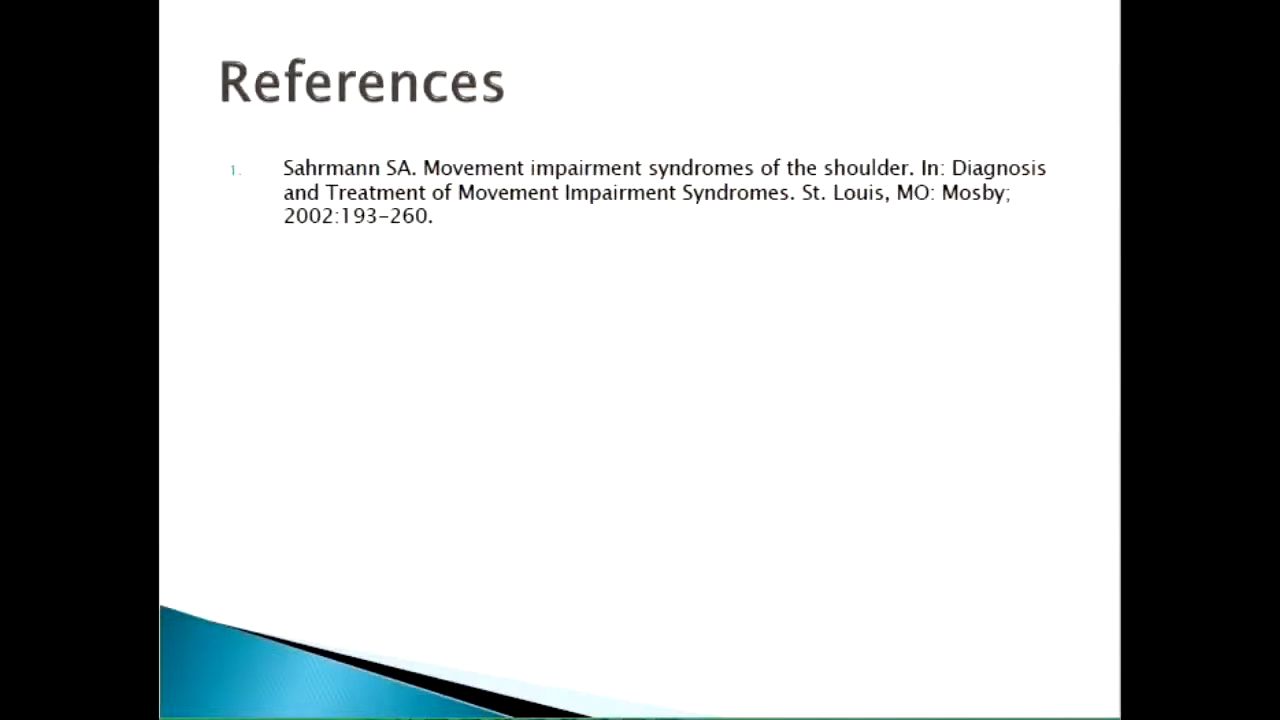 References
1. Sahrmann SA. Movement impairment syndromes of the shoulder. In: Diagnosis
and Treatment of Movement Impairment Syndromes. St. Louis, MO: Mosby;
2002:193-260.